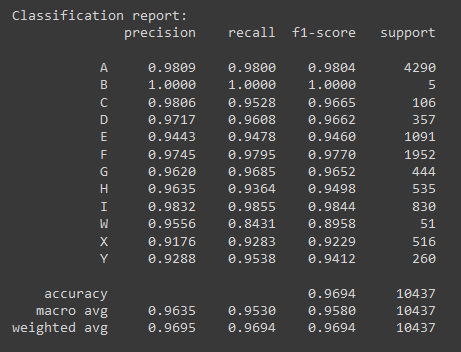 Classification report:
precision recall f1-score support
A 0.9809 0.9800 0.9804 4290
B 1.0000 1.0000 1.0000 5
C 0.9806 0.9528 0.9665 106
D 0.9717 0.9608 0.9662 357
E 0.9443 0.9478 0.9460 1091
F 0.9745 0.9795 0.9770 1952
G 0.9620 0.9685 0.9652 444
H 0.9635 0.9364 0.9498 535
I 0.9832 0.9855 0.9844 830
W 0.9556 0.8431 0.8958 51
X 0.9176 0.9283 0.9229 516
Y 0.9288 0.9538 0.9412 260
accuracy 0.9694 10437
macro avg 0.9635 0.9530 0.9580 10437
weighted avg 0.9695 0.9694 0.9694 10437